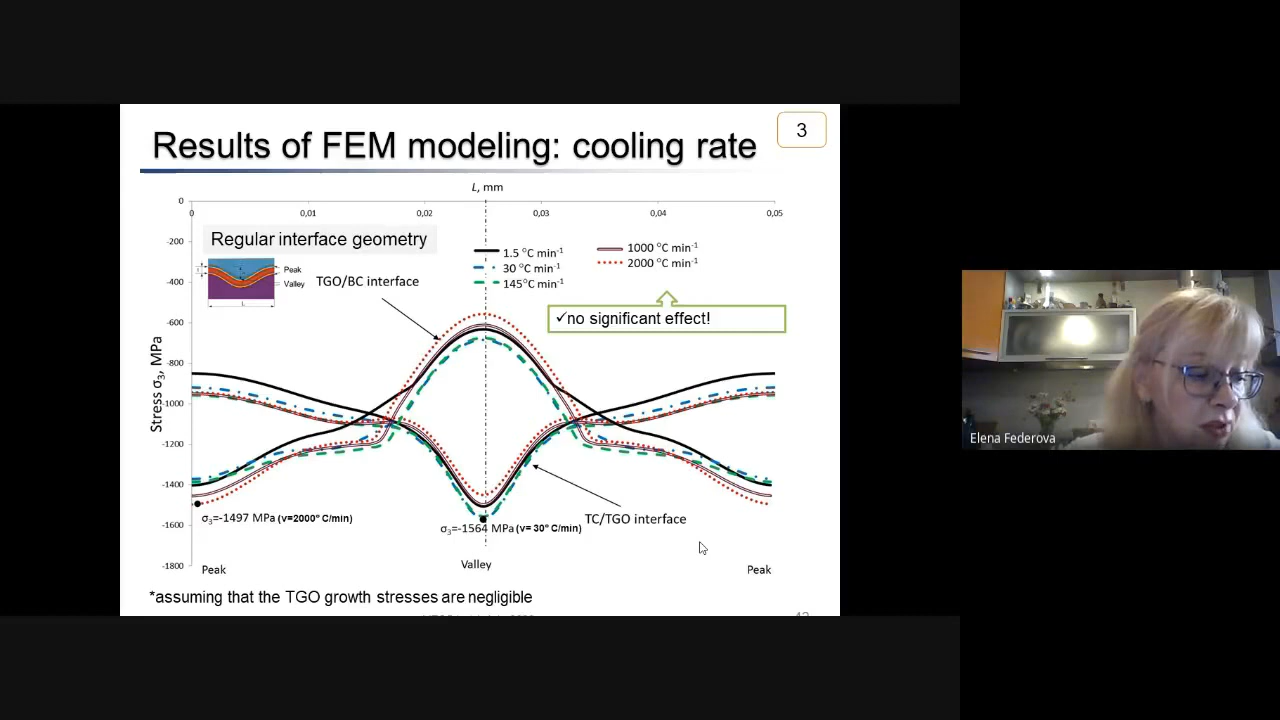 Results of FEM modeling: cooling rate
3
L, mm
0
0
0,01
0,02
0,03
0,04
0,05
-200
-400
-600
-800
-1000
-1200
-1400
-1600
-1800
Stress σ₃, MPa
Regular interface geometry
Peak
Valley
TGO/BC interface
1.5 °C min⁻¹
30 °C min⁻¹
145°C min⁻¹
1000 °C min⁻¹
2000 °C min⁻¹
✓no significant effect!
σ₃=-1497 MPa (v=2000° C/min)
σ₃=-1564 MPa (v= 30° C/min)
TC/TGO interface
Peak
Valley
Peak
*assuming that the TGO growth stresses are negligible
Elena Federova